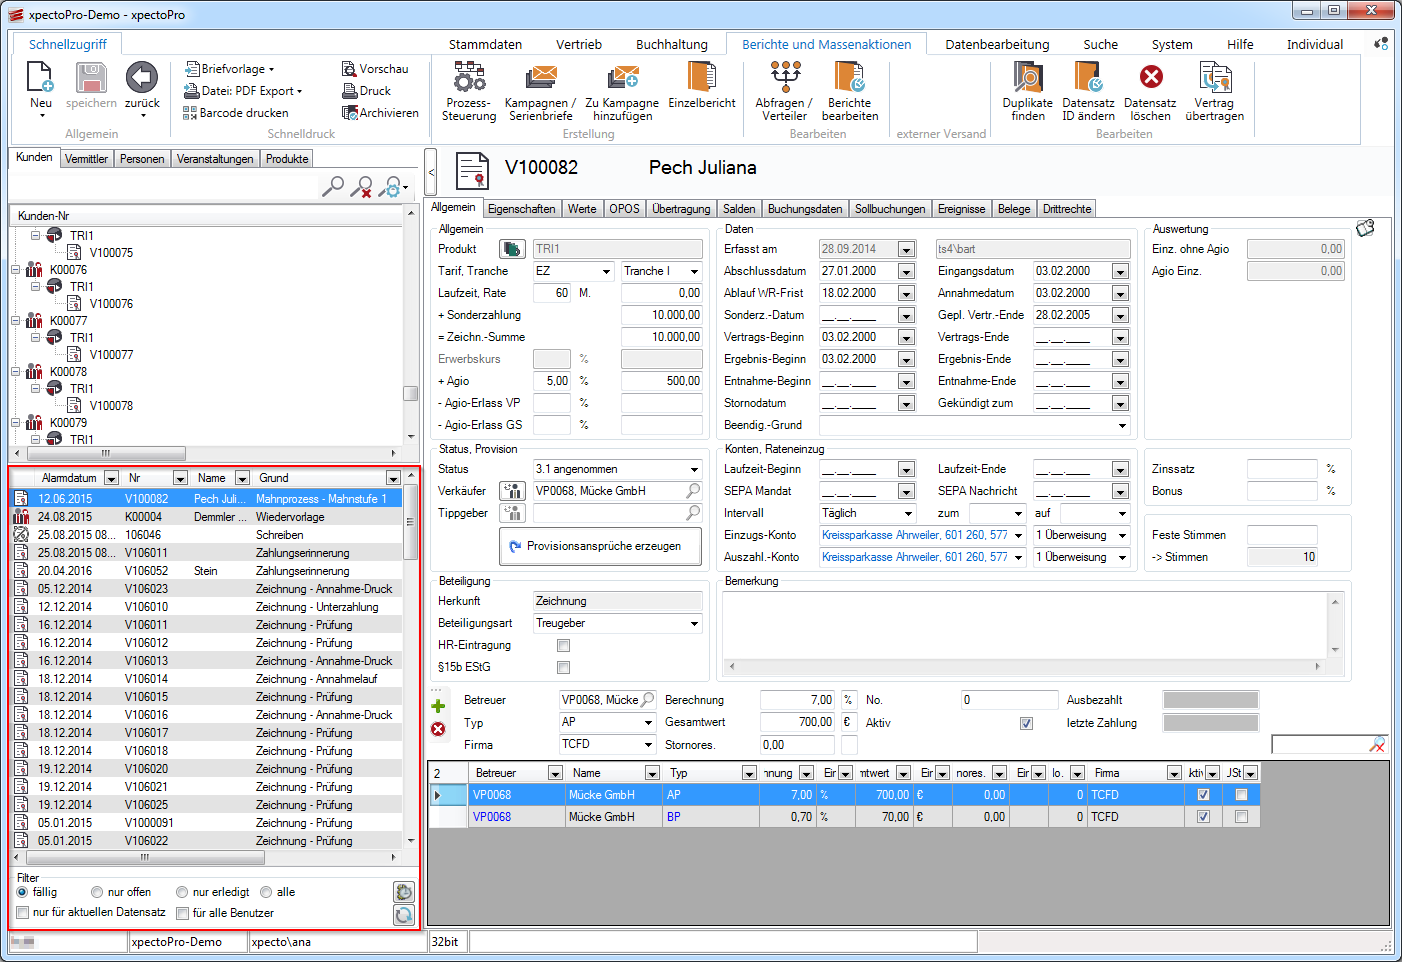 xpectoPro-Demo - xpectoPro
Schnellzugriff
Stammdaten Vertrieb Buchhaltung Berichte und Massenaktionen Datenbearbeitung Suche System Hilfe Individual
Neu speichern zurück
Allgemein
Briefvorlage
Datei: PDF Export
Barcode drucken
Vorschau
Druck
Archivieren
Schnelldruck
Prozess-
Steuerung
Kampagnen /
Serienbriefe
Zu Kampagne
hinzufügen
Einzelbericht
Erstellung
Abfragen /
Verteiler
Berichte
bearbeiten
Bearbeiten
externer Versand
Duplikate
finden
Datensatz
ID ändern
Datensatz
löschen
Vertrag
übertragen
Bearbeiten
Kunden Vermittler Personen Veranstaltungen Produkte
Kunden-Nr
TRI1
V100075
K00076
TRI1
V100076
K00077
TRI1
V100077
K00078
TRI1
V100078
K00079
TRI1
Alarmdatum Nr Name Grund
12.06.2015 V100082 Pech Juli... Mahnprozess - Mahnstufe 1
24.08.2015 K00004 Demmler ... Wiedervorlage
25.08.2015 08... 106046 Schreiben
25.08.2015 08... V106011 Zahlungserinnerung
20.04.2016 V106052 Stein Zahlungserinnerung
05.12.2014 V106023 Zeichnung - Annahme-Druck
12.12.2014 V106010 Zeichnung - Unterzahlung
16.12.2014 V106011 Zeichnung - Prüfung
16.12.2014 V106012 Zeichnung - Prüfung
16.12.2014 V106013 Zeichnung - Annahme-Druck
18.12.2014 V106014 Zeichnung - Annahmelauf
18.12.2014 V106015 Zeichnung - Prüfung
18.12.2014 V106016 Zeichnung - Annahme-Druck
18.12.2014 V106017 Zeichnung - Prüfung
18.12.2014 V106018 Zeichnung - Prüfung
19.12.2014 V106020 Zeichnung - Prüfung
19.12.2014 V106021 Zeichnung - Prüfung
19.12.2014 V106025 Zeichnung - Prüfung
05.01.2015 V1000091 Zeichnung - Prüfung
05.01.2015 V106022 Zeichnung - Prüfung
Filter
fällig nur offen nur erledigt alle
nur für aktuellen Datensatz für alle Benutzer
< V100082 Pech Juliana
Allgemein Eigenschaften Werte OPOS Übertragung Salden Buchungsdaten Sollbuchungen Ereignisse Belege Drittrechte
Allgemein
Produkt TRI1
Tarif, Tranche EZ Tranche I
Laufzeit, Rate 60 M. 0,00
+ Sonderzahlung 10.000,00
= Zeichn.-Summe 10.000,00
Erwerbskurs %
+ Agio 5,00 % 500,00
- Agio-Erlass VP %
- Agio-Erlass GS %
Daten
Erfasst am 28.09.2014 ts4\bart
Abschlussdatum 27.01.2000 Eingangsdatum 03.02.2000
Ablauf WR-Frist 18.02.2000 Annahmedatum 03.02.2000
Sonderz.-Datum __.__.____ Gepl. Vertr.-Ende 28.02.2005
Vertrags-Beginn 03.02.2000 Vertrags-Ende __.__.____
Ergebnis-Beginn 03.02.2000 Ergebnis-Ende __.__.____
Entnahme-Beginn __.__.____ Entnahme-Ende __.__.____
Stornodatum __.__.____ Gekündigt zum __.__.____
Beendig.-Grund
Auswertung
Einz. ohne Agio 0,00
Agio Einz. 0,00
Status, Provision
Status 3.1 angenommen
Verkäufer VP0068, Mücke GmbH
Tippgeber
Provisionsansprüche erzeugen
Konten, Rateneinzug
Laufzeit-Beginn __.__.____ Laufzeit-Ende __.__.____
SEPA Mandat __.__.____ SEPA Nachricht __.__.____
Intervall Täglich zum auf
Einzugs-Konto Kreissparkasse Ahrweiler, 601 260, 577 1 Überweisung
Auszahl.-Konto Kreissparkasse Ahrweiler, 601 260, 577 1 Überweisung
Zinssatz %
Bonus %
Feste Stimmen
-> Stimmen 10
Beteiligung
Herkunft Zeichnung
Beteiligungsart Treugeber
HR-Eintragung
§15b EStG
Bemerkung
Betreuer VP0068, Mücke Berechnung 7,00 % No. 0 Ausbezahlt
Typ AP Gesamtwert 700,00 € Aktiv letzte Zahlung
Firma TCFD Stornores. 0,00
2 Betreuer Name Typ nnung Eir ntwert Eir nores. Eir lo. Firma Aktiv JSt
VP0068 Mücke GmbH AP 7,00 % 700,00 € 0,00 0 TCFD
VP0068 Mücke GmbH BP 0,70 % 70,00 € 0,00 0 TCFD
xpectoPro-Demo xpecto\ana 32bit